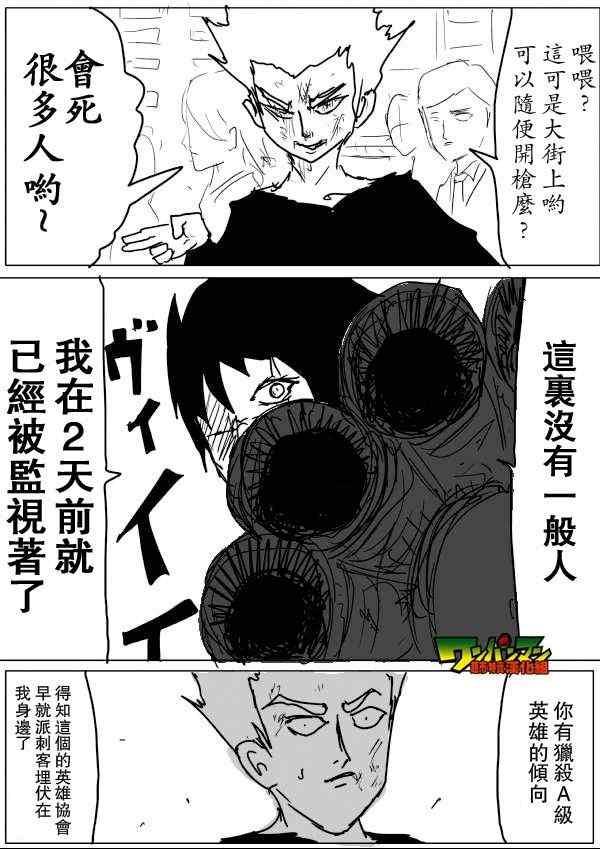 喂喂?
這可是大街上喲
可以隨便開槍麼?
會死
很多人喲~
這裏沒有一般人
ヴィイイイ
我在2天前就
已經被監視著了
ワンパンマン
漢化組
你有獵殺A級
英雄的傾向
得知這個的英雄協會
早就派刺客埋伏在
我身邊了